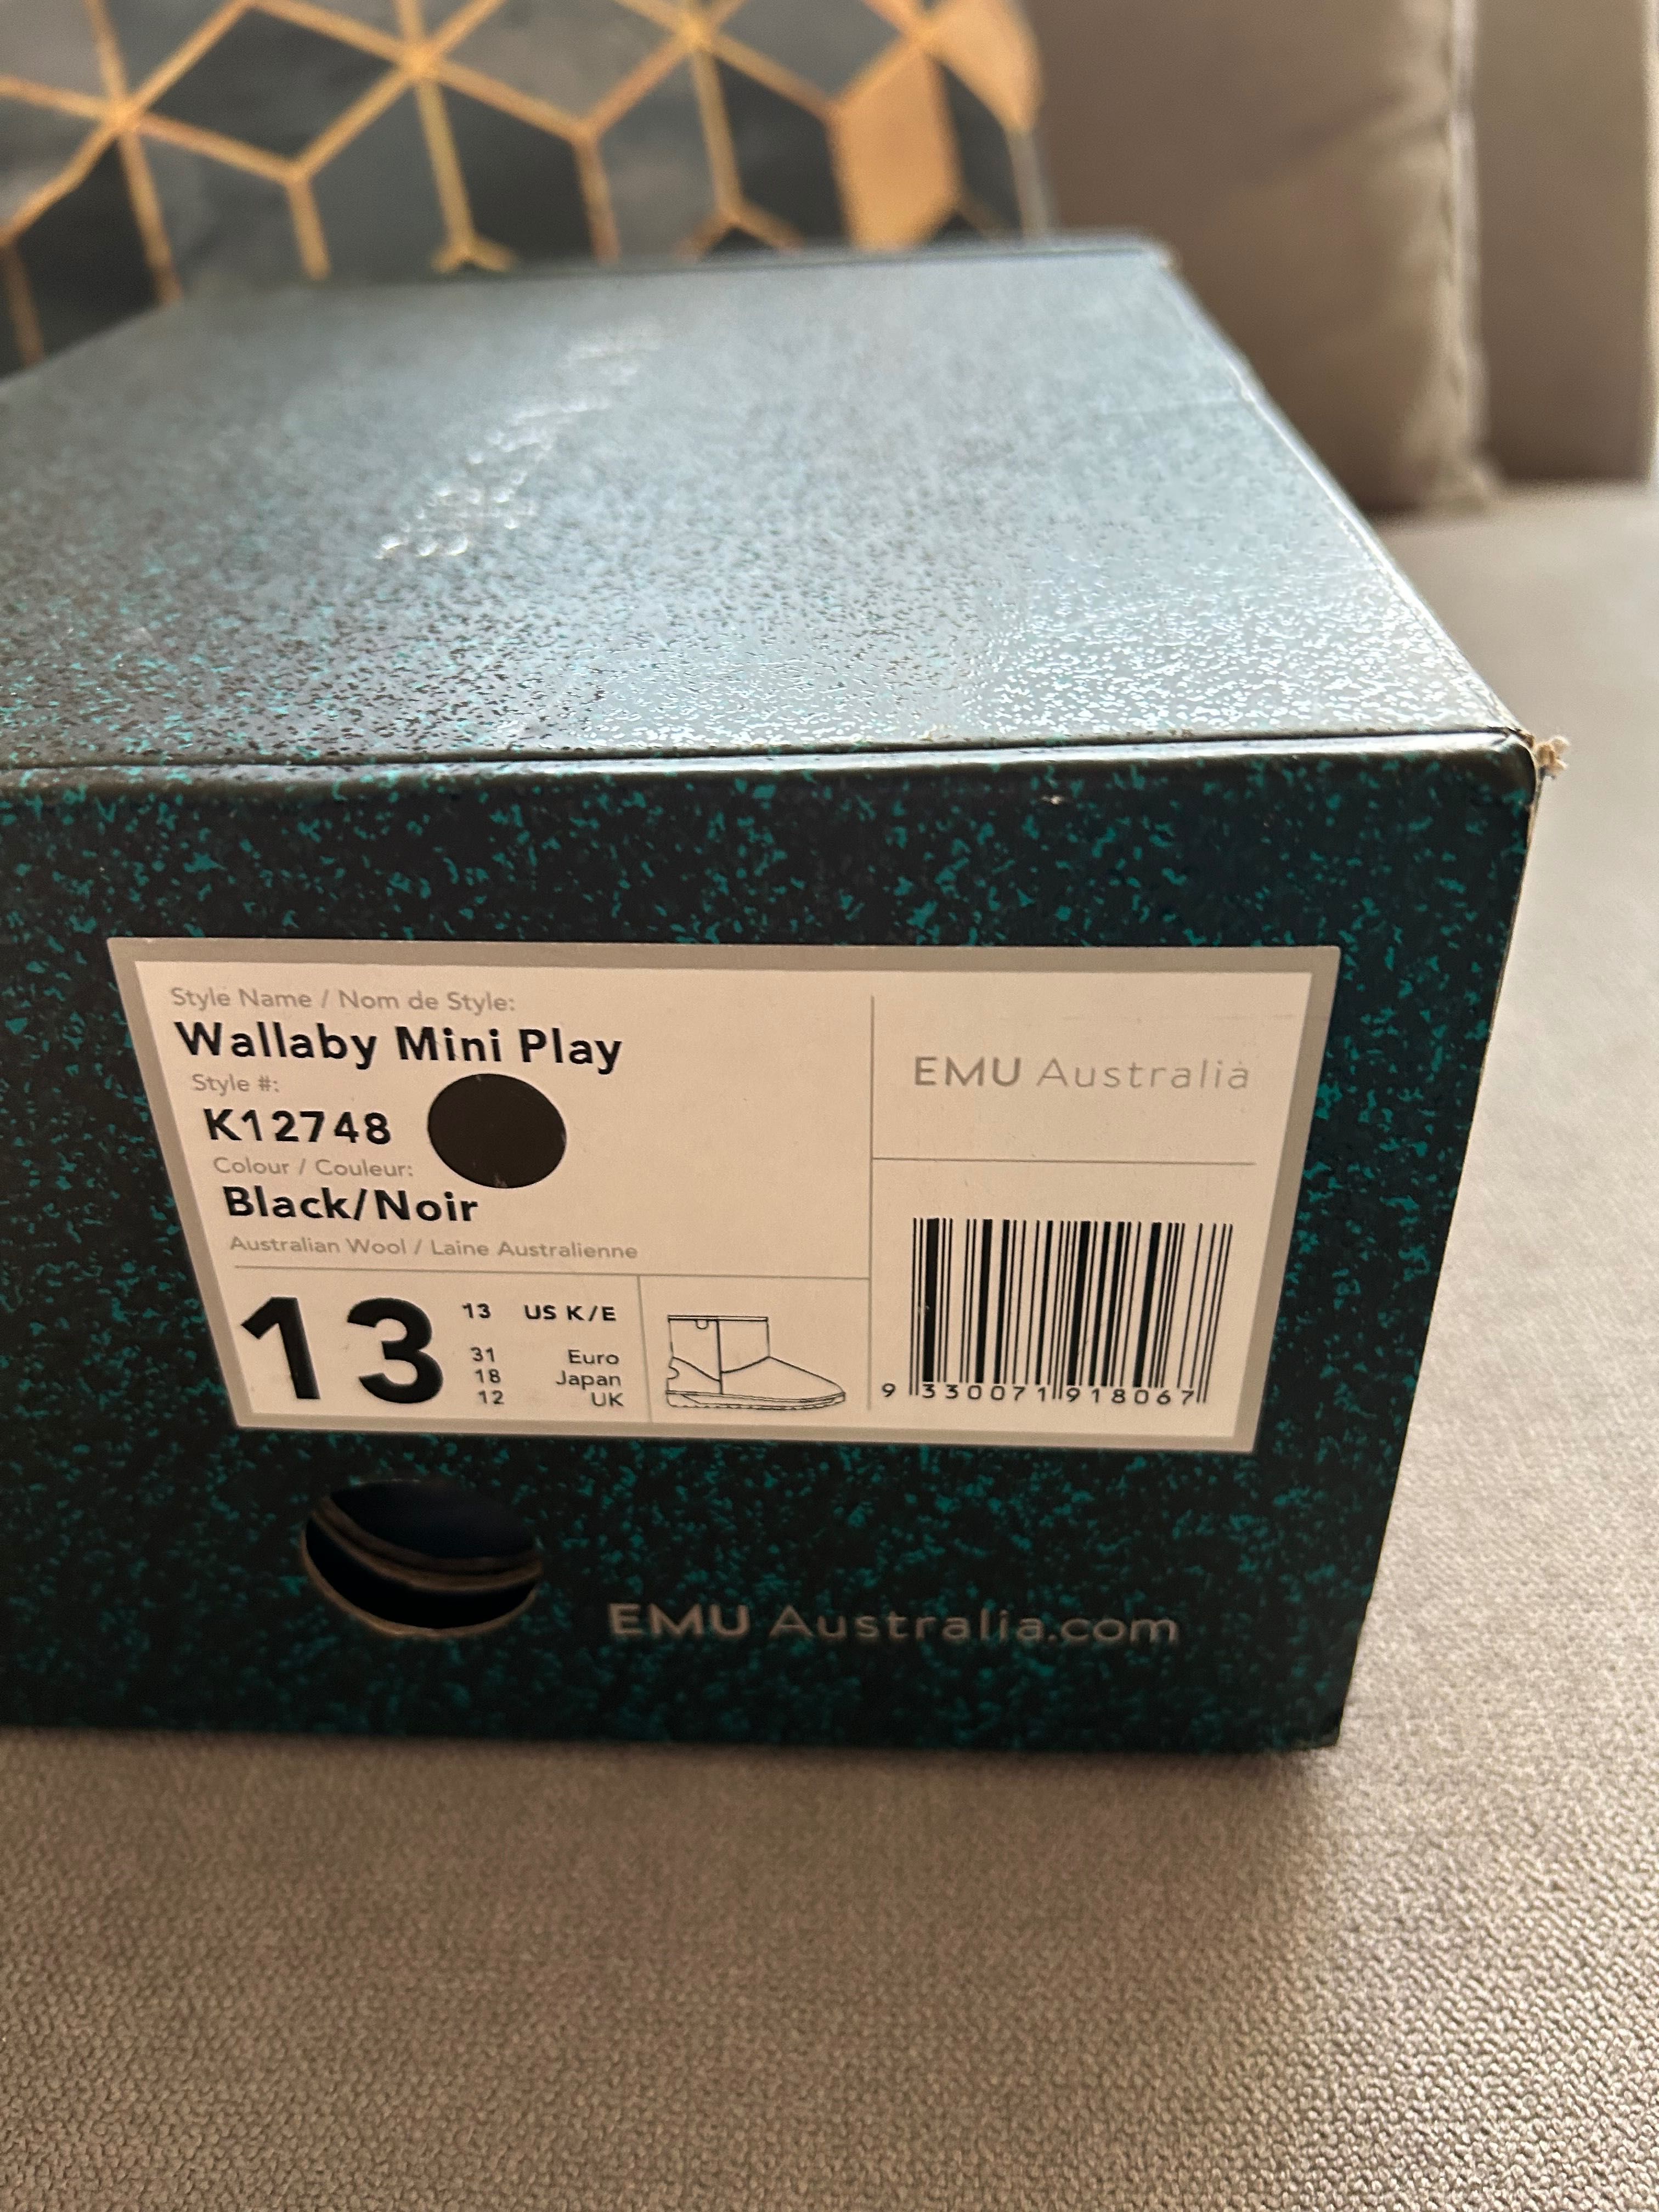 Style Name / Nom de Style:
Wallaby Mini Play
Style #:
K12748
Colour / Couleur:
Black/Noir
Australian Wool / Laine Australienne
13
13 US K/E
31 Euro
18 Japan
12 UK
EMU Australia
9 330071 918067
EMU Australia.com